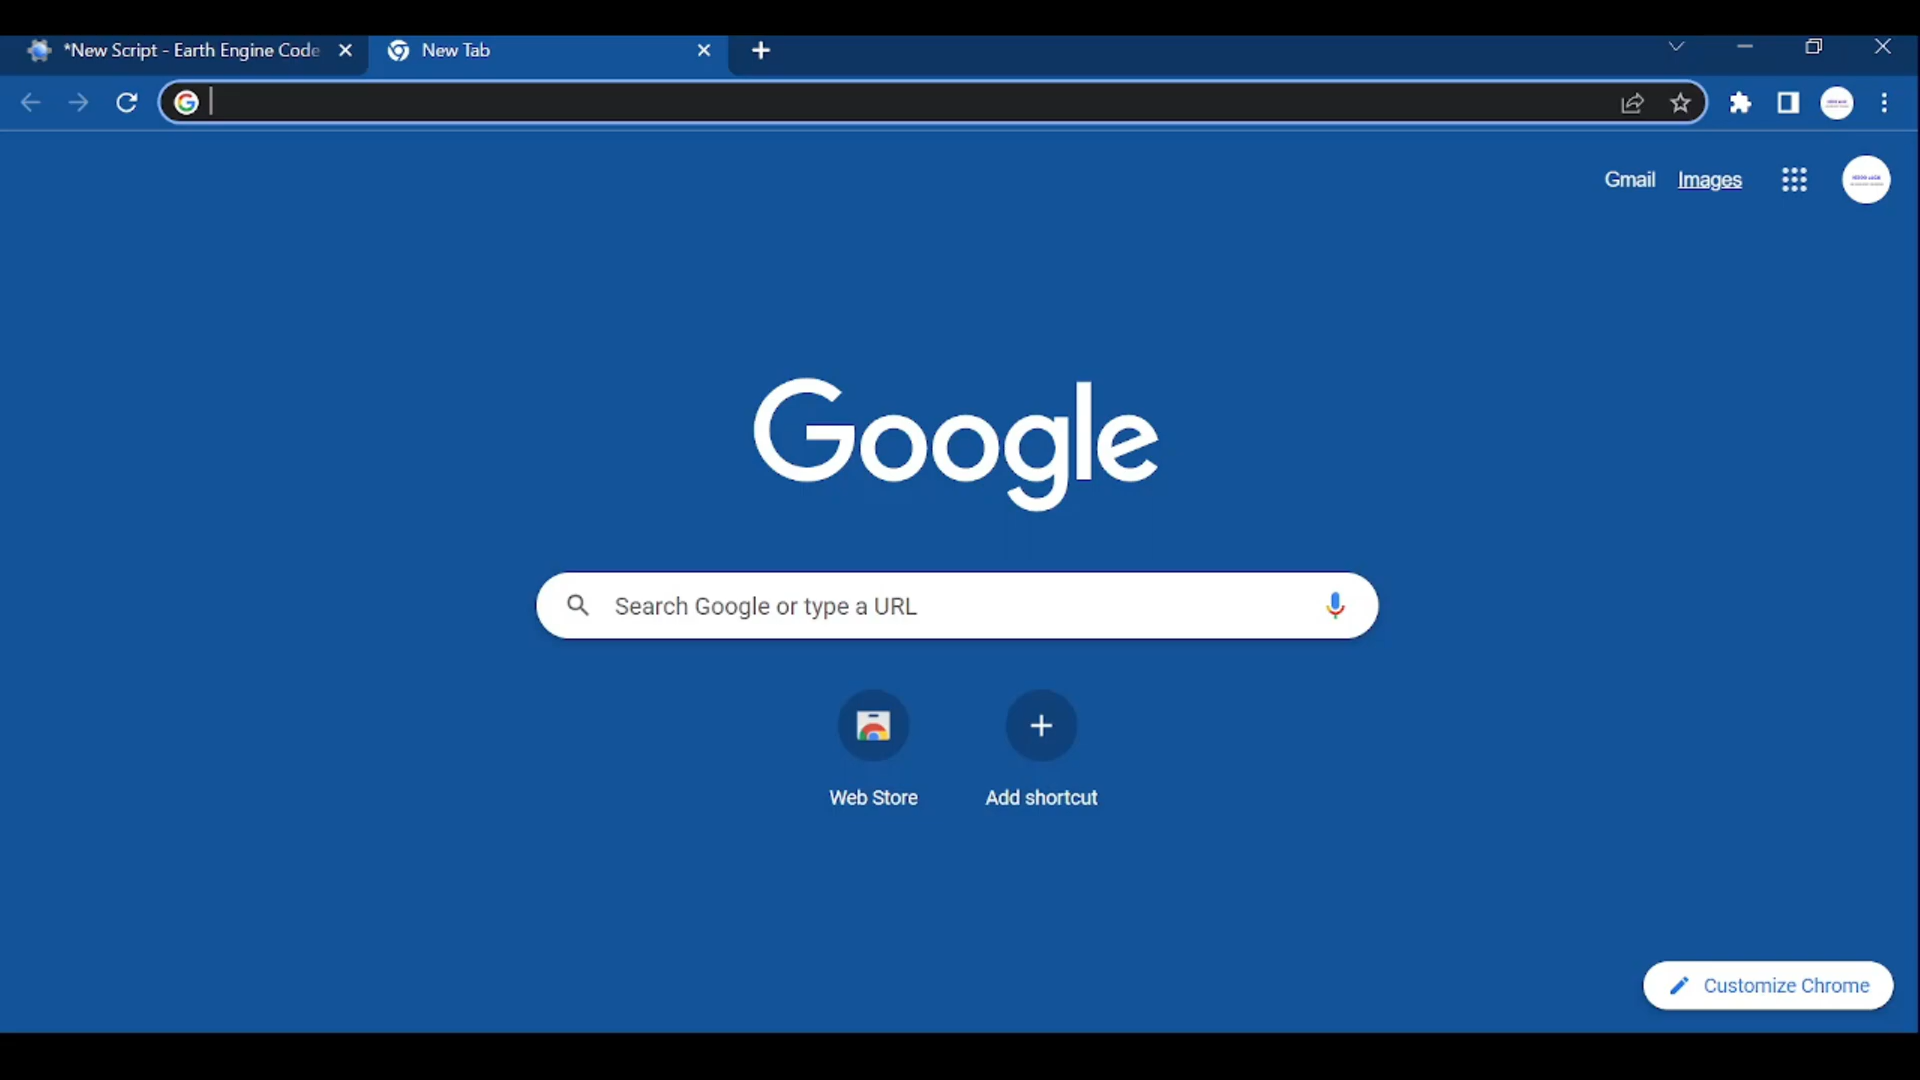 *New Script - Earth Engine Code
New Tab
Gmail
Images
Google
Search Google or type a URL
Web Store
Add shortcut
Customize Chrome